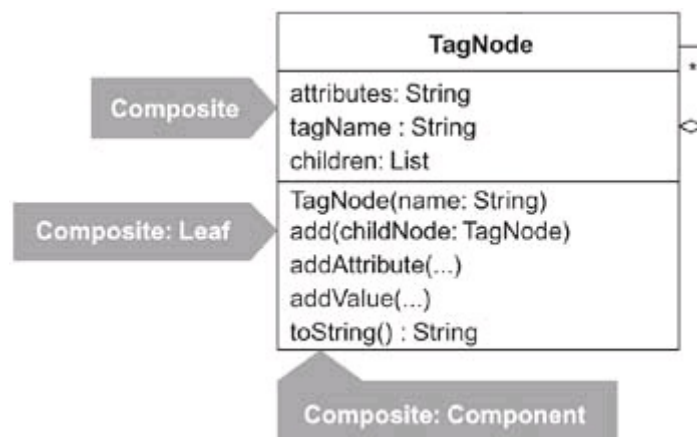 TagNode
*
Composite
attributes: String
tagName : String
children: List
Composite: Leaf
TagNode(name: String)
add(childNode: TagNode)
addAttribute(...)
addValue(...)
toString() : String
Composite: Component